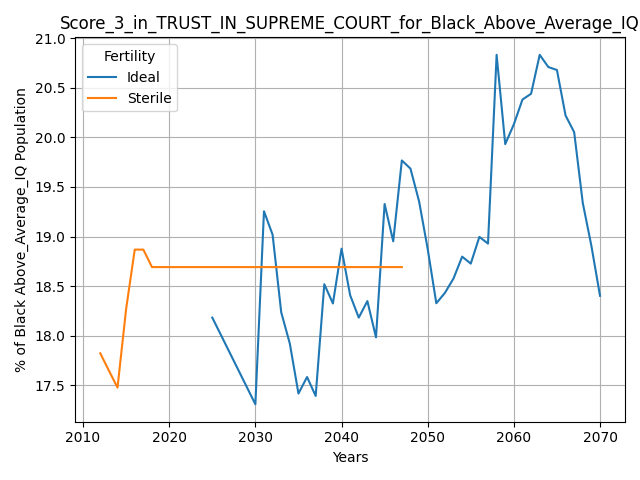 Score_3_in_TRUST_IN_SUPREME_COURT_for_Black_Above_Average_IQ
% of Black Above_Average_IQ Population
21.0
20.5
20.0
19.5
19.0
18.5
18.0
17.5
Fertility
Ideal
Sterile
2010 2020 2030 2040 2050 2060 2070
Years